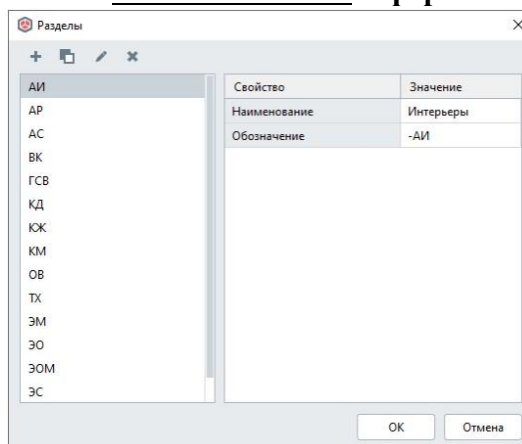 Разделы
АИ
АР
АС
ВК
ГСВ
КД
КЖ
КМ
ОВ
ТХ
ЭМ
ЭО
ЭОМ
ЭС
Свойство Значение
Наименование Интерьеры
Обозначение -АИ
ОК Отмена